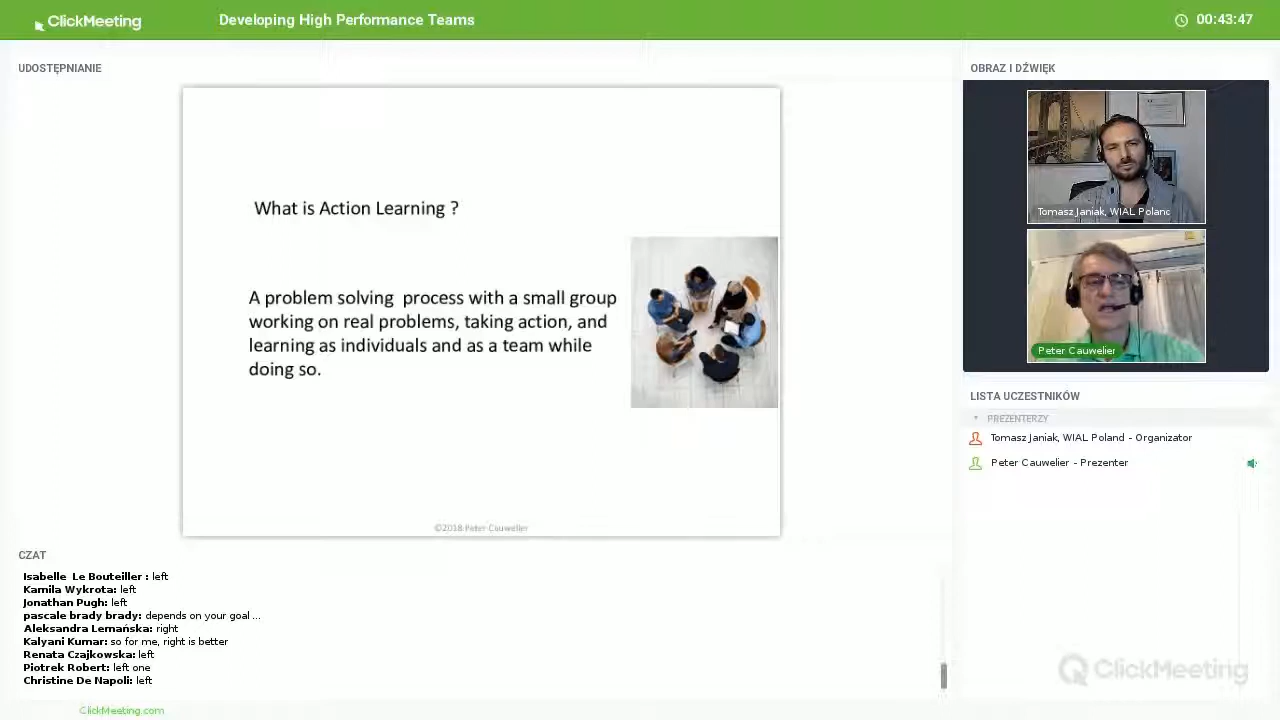 ClickMeeting
Developing High Performance Teams
00:43:47
UDOSTĘPNIANIE
What is Action Learning ?
A problem solving process with a small group
working on real problems, taking action, and
learning as individuals and as a team while
doing so.
©2018 Peter Cauwelier
OBRAZ I DŹWIĘK
Tomasz Janiak, WIAL Poland
Peter Cauwelier
LISTA UCZESTNIKÓW
PREZENTERZY
Tomasz Janiak, WIAL Poland - Organizator
Peter Cauwelier - Prezenter
CZAT
Isabelle Le Bouteiller : left
Kamila Wykrota: left
Jonathan Pugh: left
pascale brady brady: depends on your goal ...
Aleksandra Lemańska: right
Kalyani Kumar: so for me, right is better
Renata Czajkowska: left
Piotrek Robert: left one
Christine De Napoli: left
ClickMeeting
ClickMeeting.com